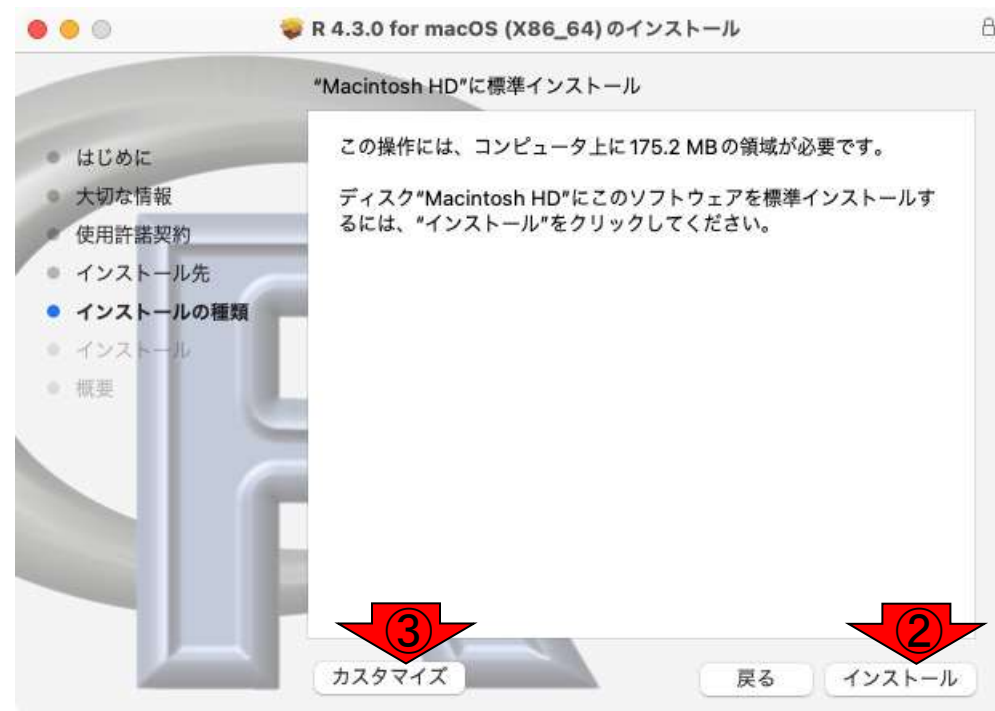 R 4.3.0 for macOS (X86_64)のインストール
"Macintosh HD"に標準インストール
はじめに
大切な情報
使用許諾契約
インストール先
インストールの種類
インストール
概要
この操作には、コンピュータ上に175.2 MBの領域が必要です。
ディスク"Macintosh HD"にこのソフトウェアを標準インストールす
るには、"インストール"をクリックしてください。
③
②
カスタマイズ
戻る
インストール